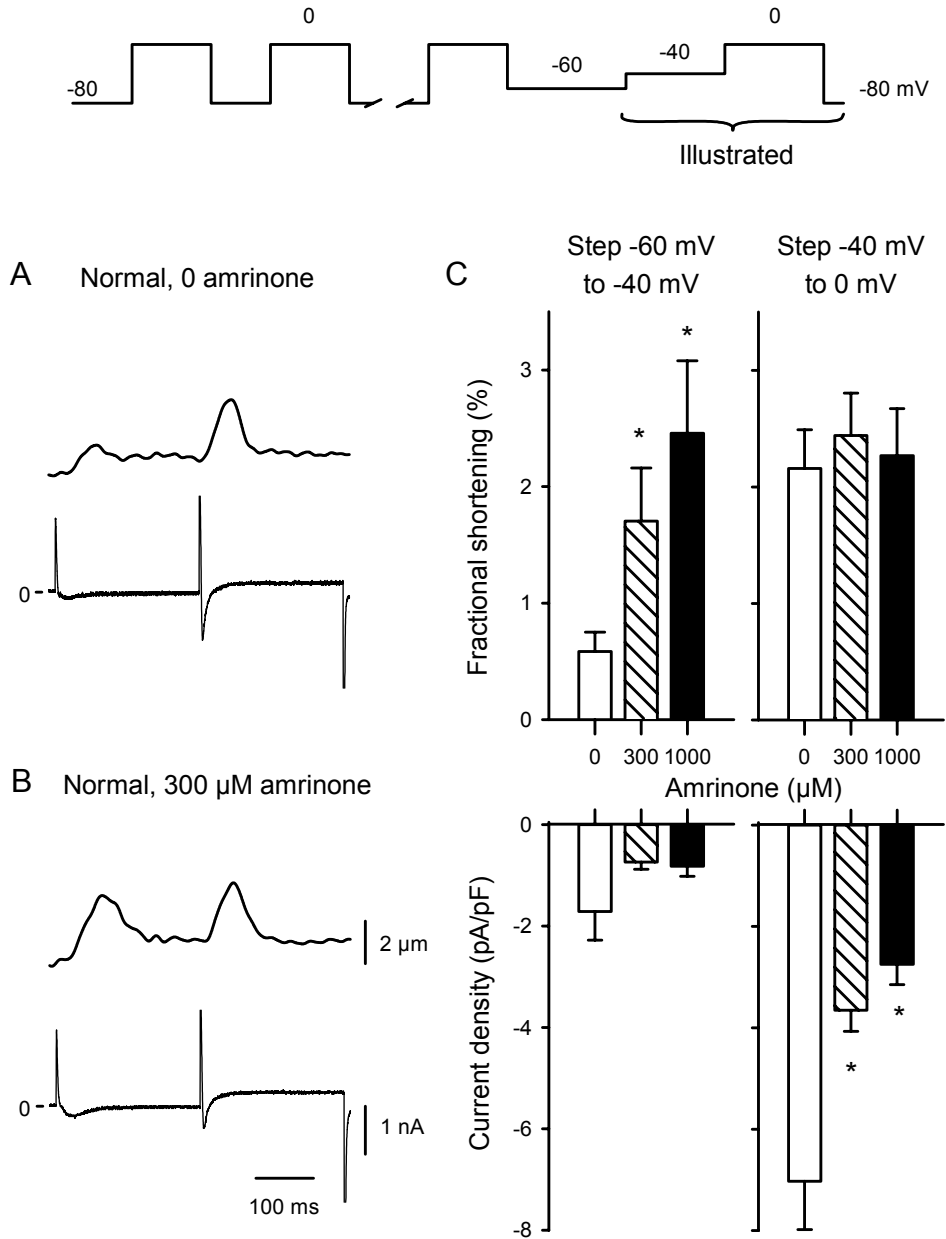 0
0
-80
-60
-40
-80 mV
Illustrated
A
Normal, 0 amrinone
0
B
Normal, 300 µM amrinone
2 µm
0
1 nA
100 ms
C
Step -60 mV
to -40 mV
Step -40 mV
to 0 mV
Fractional shortening (%)
3
2
1
0
*
*
0 300 1000
0 300 1000
Amrinone (µM)
Current density (pA/pF)
0
-2
-4
-6
-8
*
*